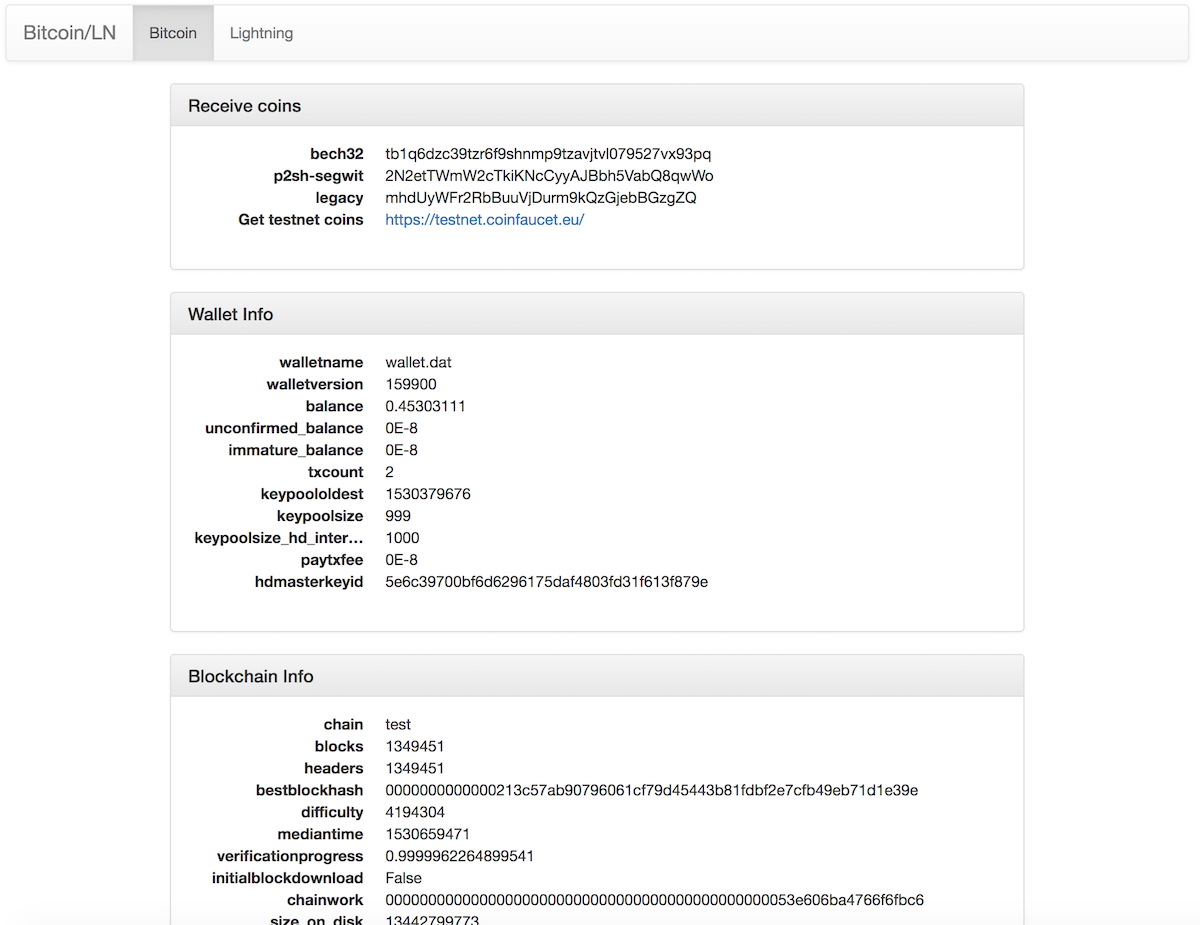 Bitcoin/LN Bitcoin Lightning
Receive coins
bech32 tb1q6dzc39tzr6f9shnmp9tzavjtvl079527vx93pq
p2sh-segwit 2N2etTWmW2cTkiKNcCyyAJBbh5VabQ8qwWo
legacy mhdUyWFr2RbBuuVjDurm9kQzGjebBGzgZQ
Get testnet coins https://testnet.coinfaucet.eu/
Wallet Info
walletname wallet.dat
walletversion 159900
balance 0.45303111
unconfirmed_balance 0E-8
immature_balance 0E-8
txcount 2
keypoololdest 1530379676
keypoolsize 999
keypoolsize_hd_inter... 1000
paytxfee 0E-8
hdmasterkeyid 5e6c39700bf6d6296175daf4803fd31f613f879e
Blockchain Info
chain test
blocks 1349451
headers 1349451
bestblockhash 0000000000000213c57ab90796061cf79d45443b81fdbf2e7cfb49eb71d1e39e
difficulty 4194304
mediantime 1530659471
verificationprogress 0.9999962264899541
initialblockdownload False
chainwork 00000000000000000000000000000000000000000000053e606ba4766f6fbc6
size_on_disk 13442799773